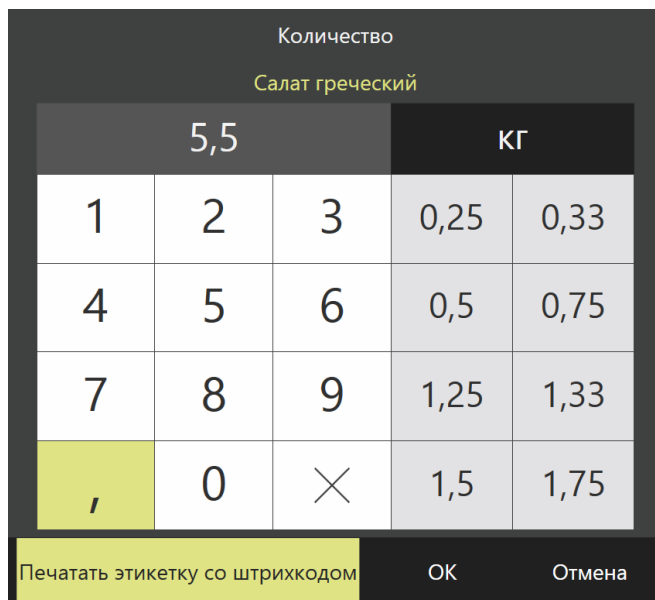 Количество
Салат греческий
5,5 кг
1 2 3 0,25 0,33
4 5 6 0,5 0,75
7 8 9 1,25 1,33
, 0 × 1,5 1,75
Печатать этикетку со штрихкодом ОК Отмена